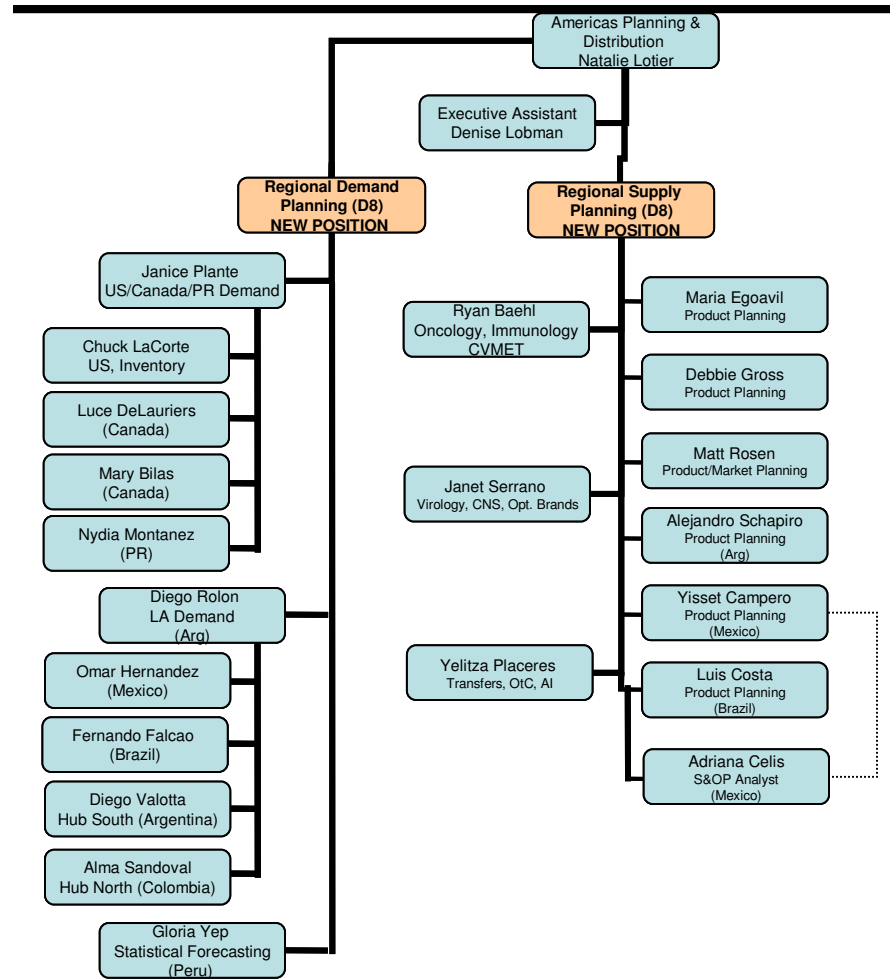 Americas Planning &
Distribution
Natalie Lotier
Executive Assistant
Denise Lobman
Regional Demand
Planning (D8)
NEW POSITION
Regional Supply
Planning (D8)
NEW POSITION
Janice Plante
US/Canada/PR Demand
Chuck LaCorte
US, Inventory
Luce DeLauriers
(Canada)
Mary Bilas
(Canada)
Nydia Montanez
(PR)
Diego Rolon
LA Demand
(Arg)
Omar Hernandez
(Mexico)
Fernando Falcao
(Brazil)
Diego Valotta
Hub South (Argentina)
Alma Sandoval
Hub North (Colombia)
Gloria Yep
Statistical Forecasting
(Peru)
Ryan Baehl
Oncology, Immunology
CVMET
Janet Serrano
Virology, CNS, Opt. Brands
Yelitza Placeres
Transfers, OtC, AI
Maria Egoavil
Product Planning
Debbie Gross
Product Planning
Matt Rosen
Product/Market Planning
Alejandro Schapiro
Product Planning
(Arg)
Yisset Campero
Product Planning
(Mexico)
Luis Costa
Product Planning
(Brazil)
Adriana Celis
S&OP Analyst
(Mexico)